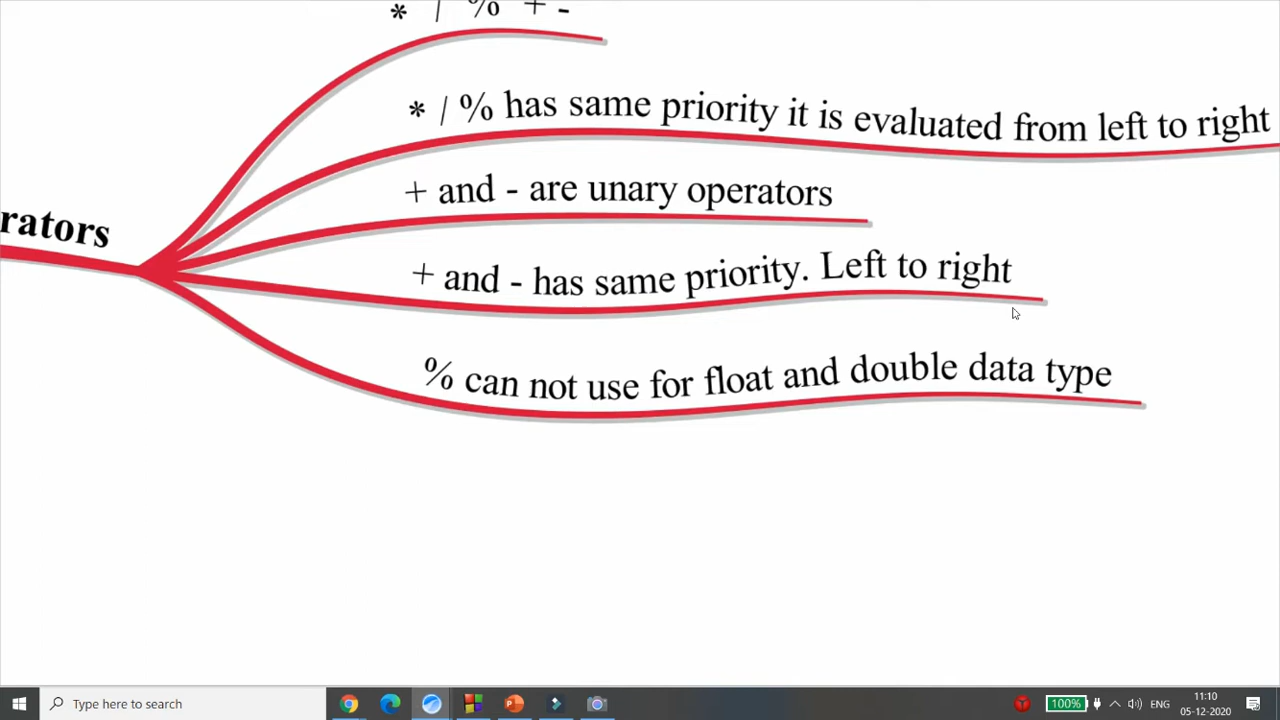 * / % + -
* / % has same priority it is evaluated from left to right
+ and - are unary operators
rators
+ and - has same priority. Left to right
% can not use for float and double data type
Type here to search
100%
ENG
11:10
05-12-2020